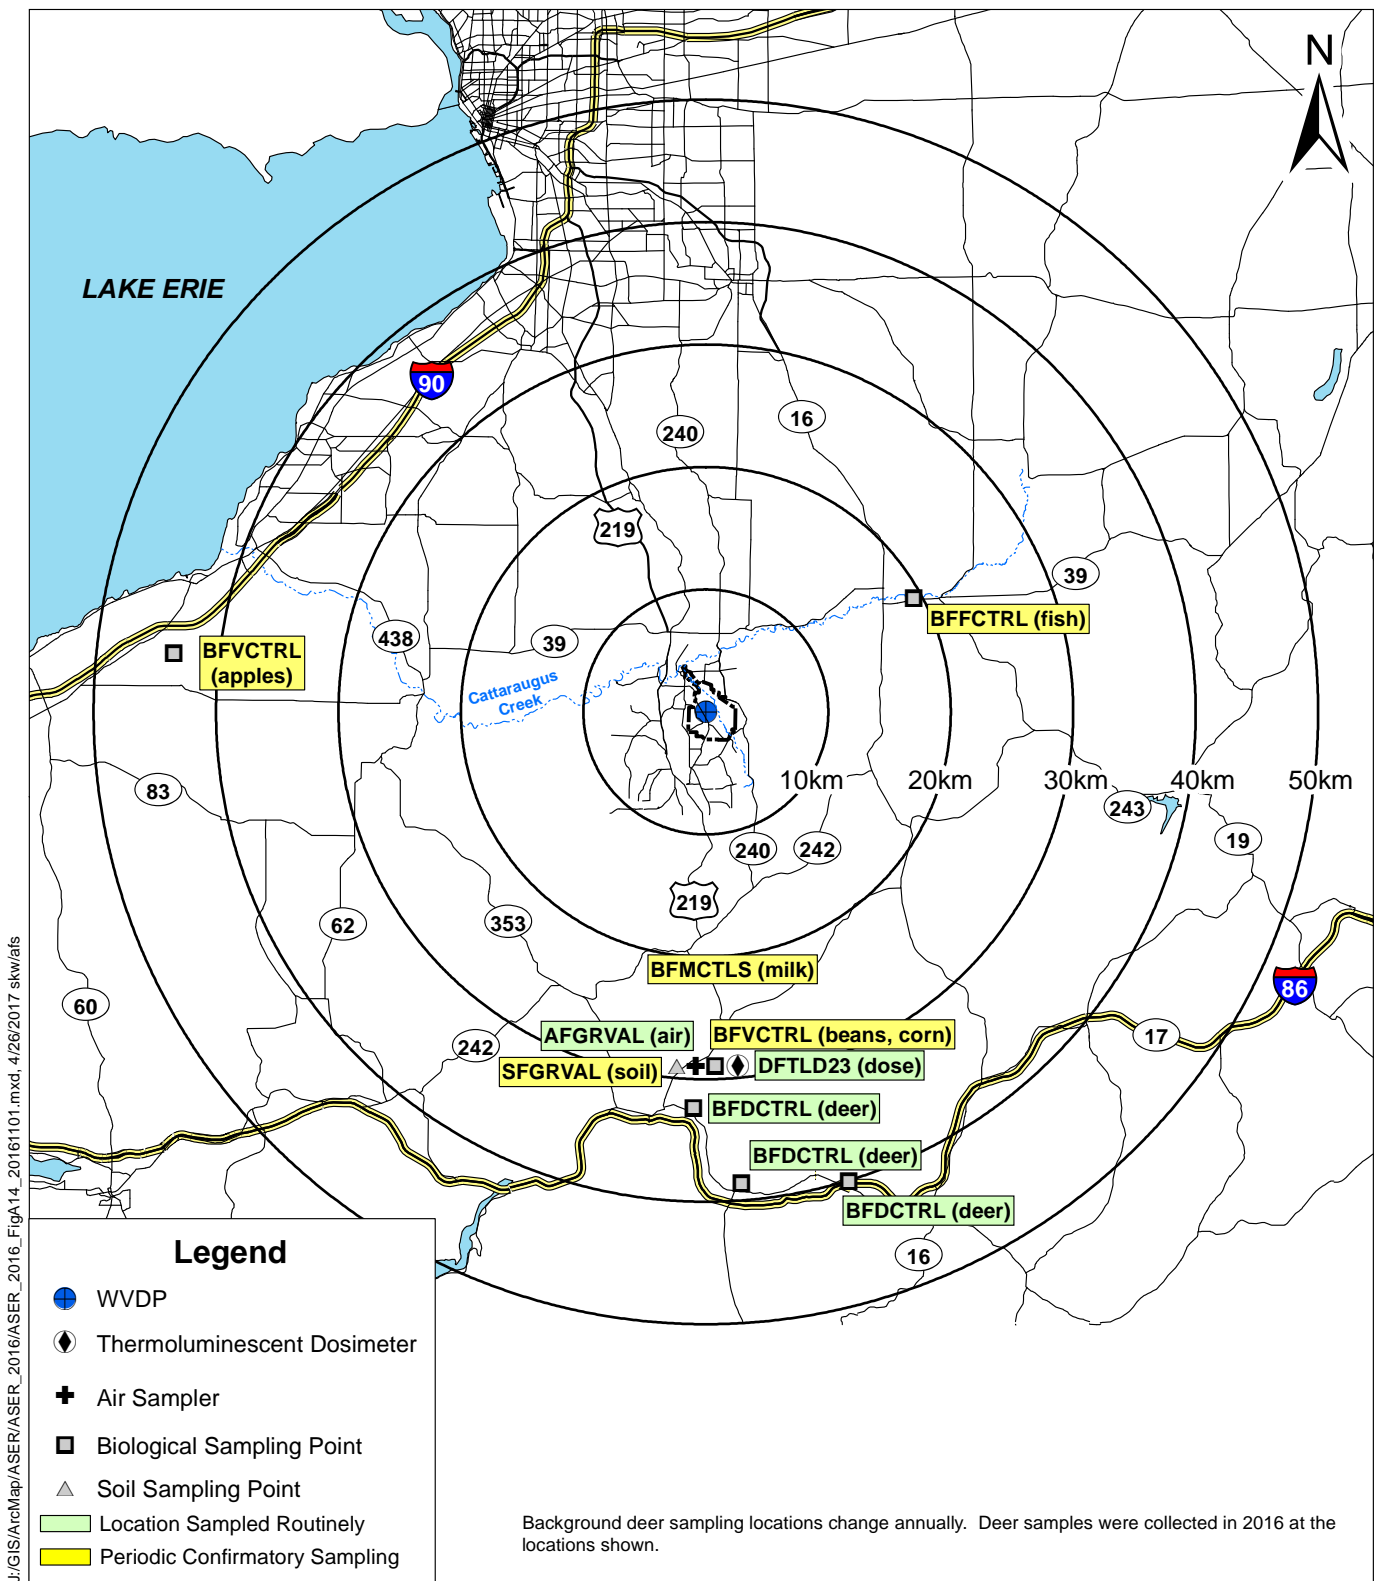 N
LAKE ERIE
90
240
16
219
39
BFFCTRL (fish)
438
39
BFVCTRL
(apples)
Cattaraugus
Creek
10km
20km
30km
40km
50km
83
243
19
240
242
219
62
353
BFMCTLS (milk)
86
60
AFGRVAL (air)
BFVCTRL (beans, corn)
17
242
SFGRVAL (soil)
DFTLD23 (dose)
BFDCTRL (deer)
BFDCTRL (deer)
BFDCTRL (deer)
16
Legend
WVDP
Thermoluminescent Dosimeter
Air Sampler
Biological Sampling Point
Soil Sampling Point
Location Sampled Routinely
Periodic Confirmatory Sampling
Background deer sampling locations change annually.  Deer samples were collected in 2016 at the
locations shown.
J:/GIS/ArcMap/ASER/ASER_2016/ASER_2016_FigA14_20161101.mxd, 4/26/2017 skw/afs